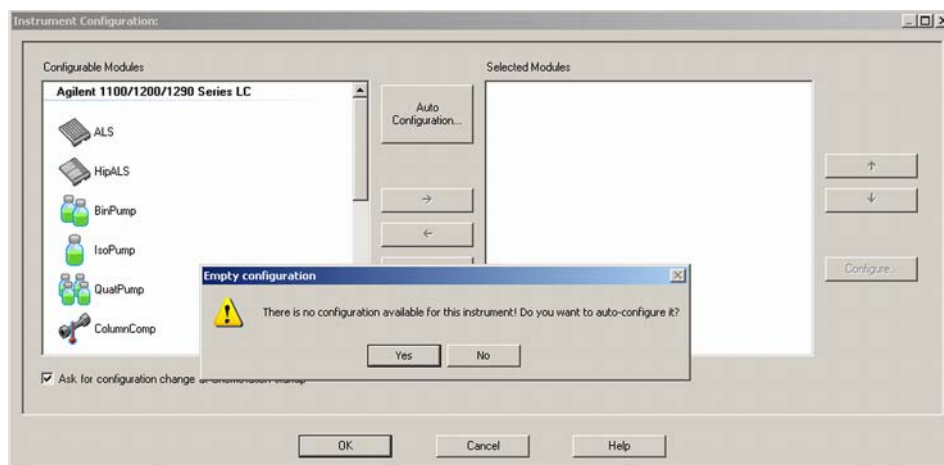 Instrument Configuration:
Configurable Modules
Selected Modules
Agilent 1100/1200/1290 Series LC
Auto
Configuration...
ALS
HipALS
BinPump
IsoPump
QuatPump
ColumnComp
Configure...
Empty configuration
There is no configuration available for this instrument! Do you want to auto-configure it?
Yes
No
Ask for configuration change
OK
Cancel
Help